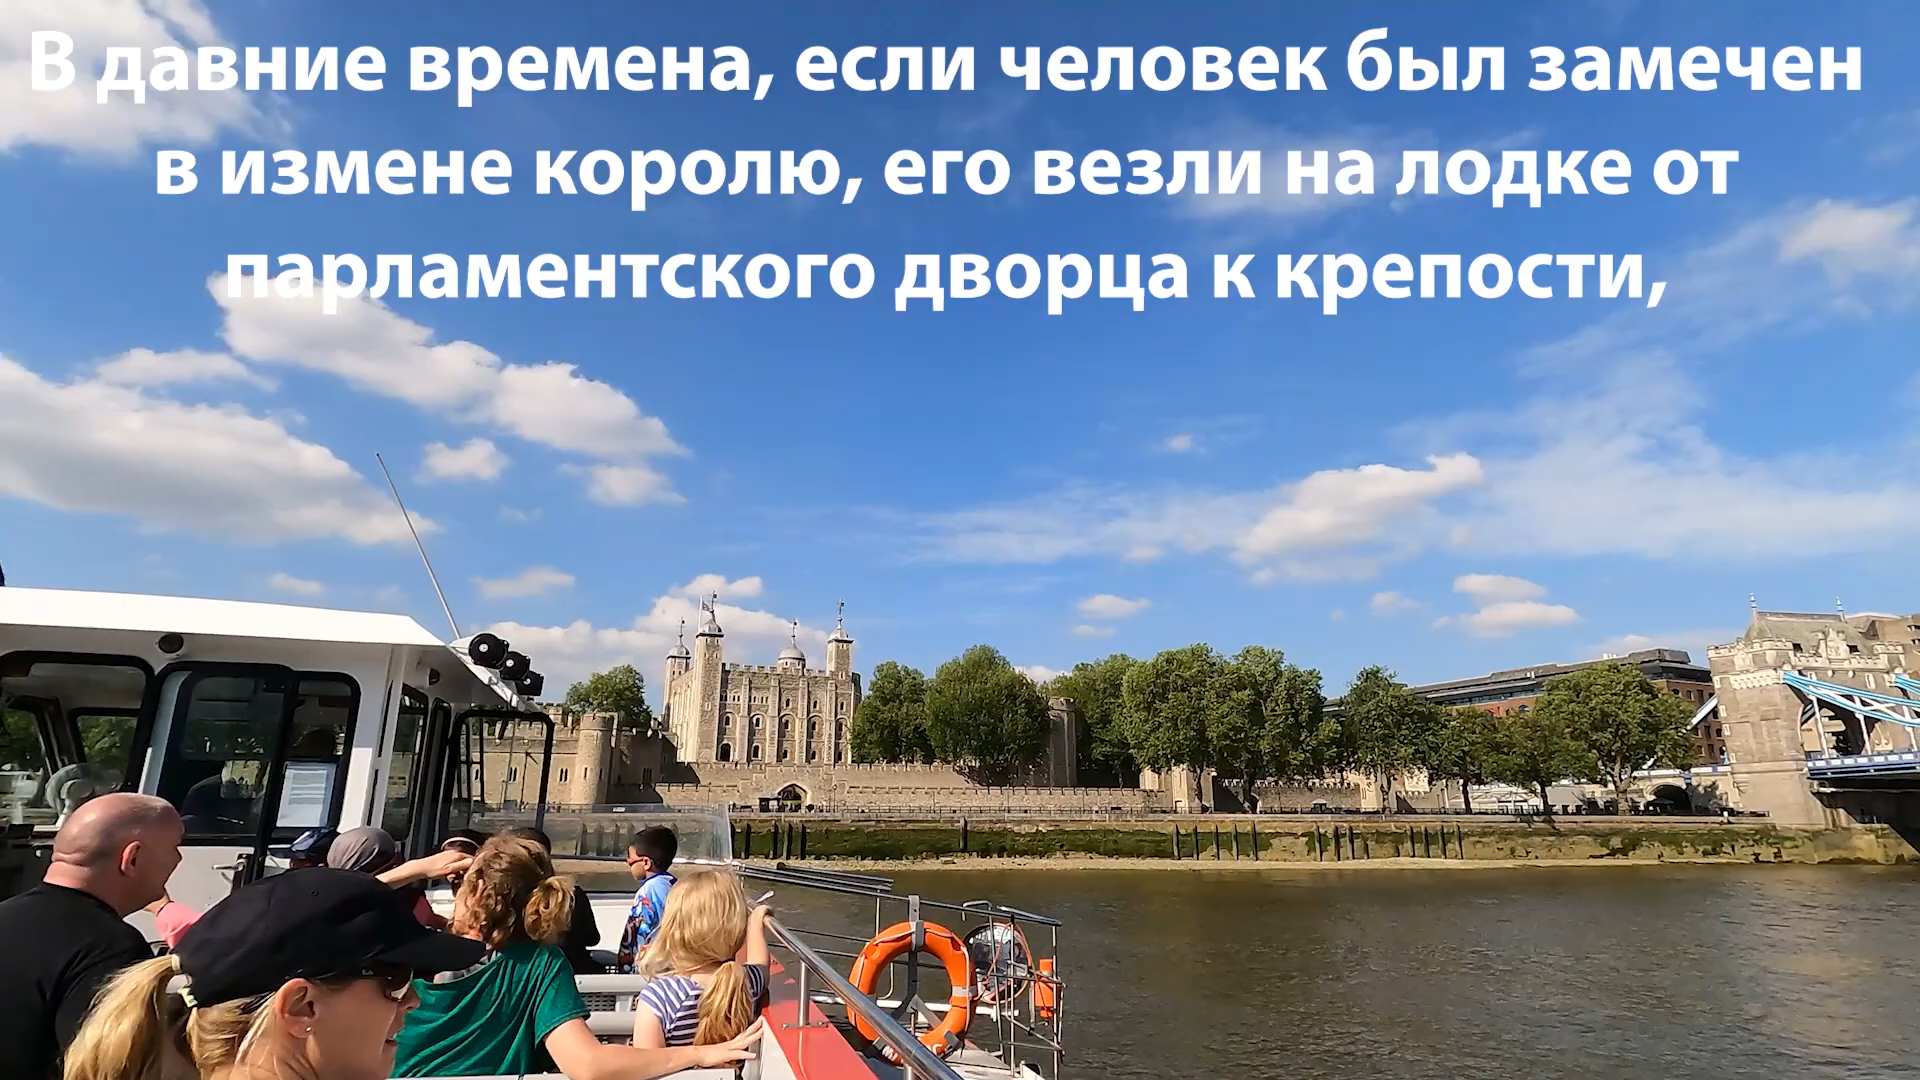 В давние времена, если человек был замечен
в измене королю, его везли на лодке от
парламентского дворца к крепости,